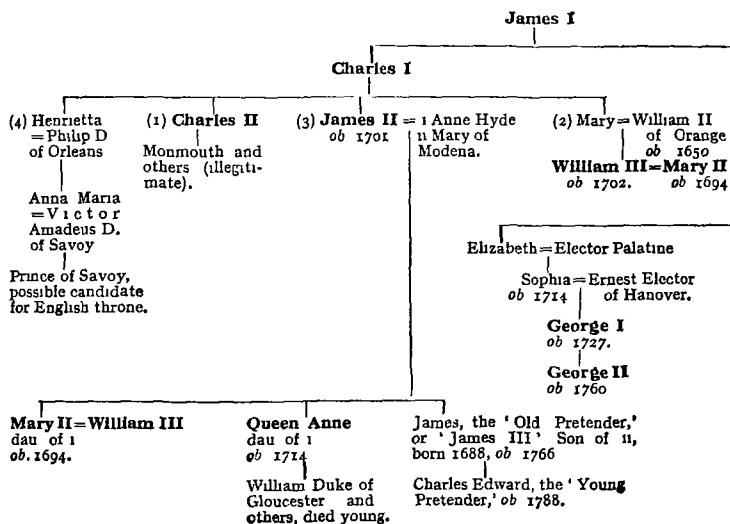 James I
Charles I
(4) Henrietta
=Philip D
of Orleans
Anna Maria
=Victor
Amadeus D.
of Savoy
Prince of Savoy,
possible candidate
for English throne.
(1) Charles II
Monmouth and
others (illegiti-
mate).
(3) James II = 1 Anne Hyde
ob 1701 11 Mary of
Modena.
(2) Mary=William II
of Orange
ob 1650
William III=Mary II
ob 1702. ob 1694
Elizabeth=Elector Palatine
Sophia=Ernest Elector
ob 1714 of Hanover.
George I
ob 1727.
George II
ob 1760
Mary II=William III
dau of 1
ob. 1694.
Queen Anne
dau of 1
ob 1714
William Duke of
Gloucester and
others, died young.
James, the ' Old Pretender,'
or ' James III ' Son of 11,
born 1688, ob 1766
Charles Edward, the ' Young
Pretender,' ob 1788.